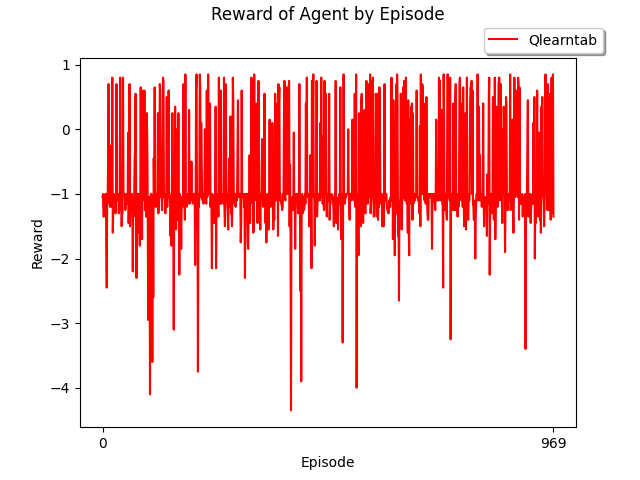 Reward of Agent by Episode
Qlearntab
1
0
−1
−2
−3
−4
Reward
0
969
Episode